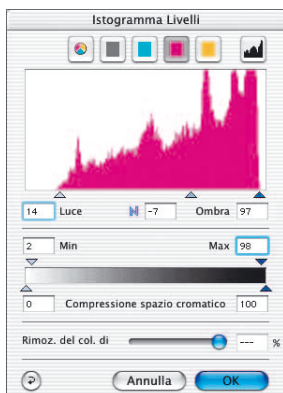 Istogramma Livelli
14 Luce -7 Ombra 97
2 Min Max 98
0 Compressione spazio cromatico 100
Rimoz. del col. di --- %
Annulla OK